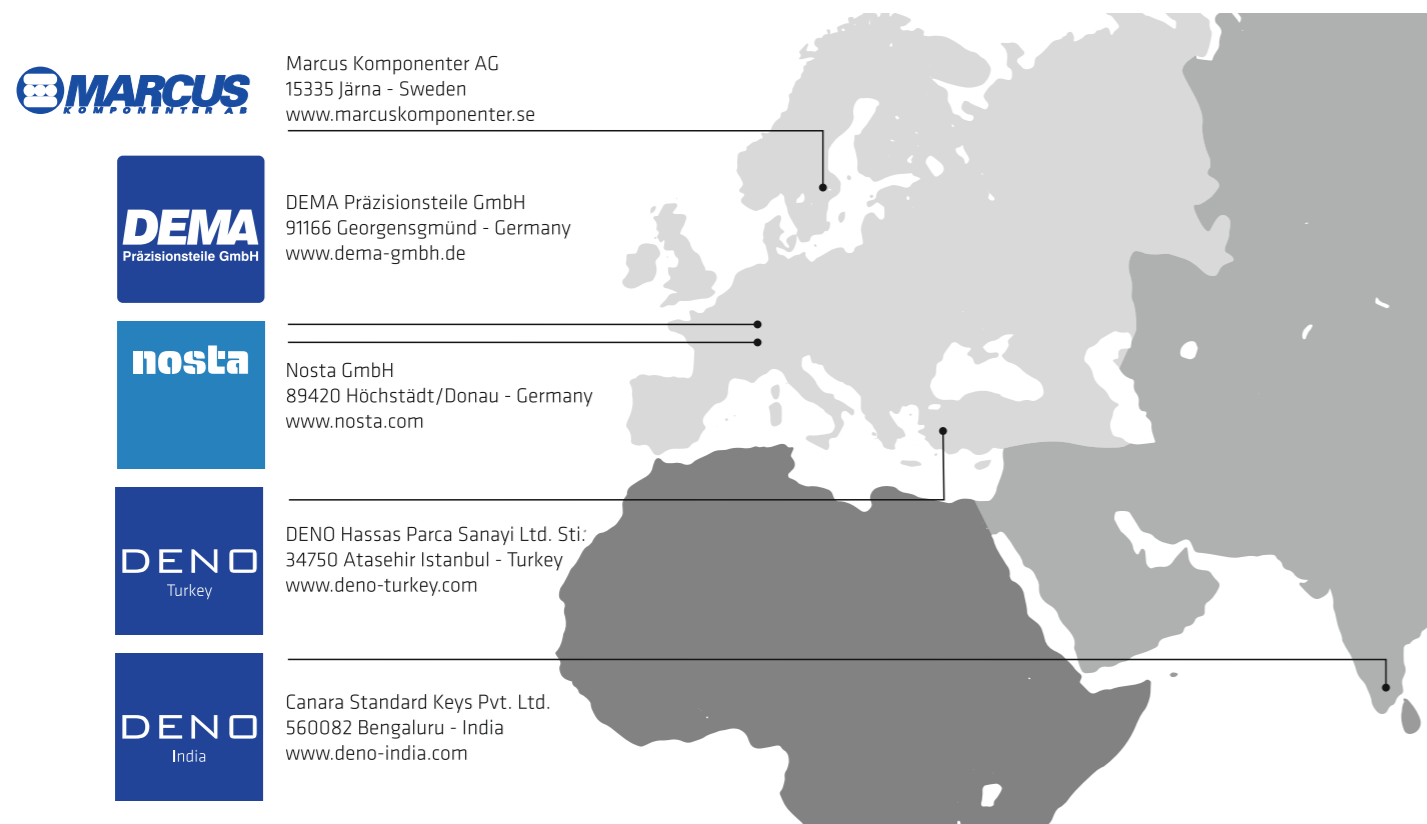 MARCUS
KOMPONENTER AB
Marcus Komponenter AG
15335 Järna - Sweden
www.marcuskomponenter.se
DEMA
Präzisionsteile GmbH
DEMA Präzisionsteile GmbH
91166 Georgensgmünd - Germany
www.dema-gmbh.de
nosta
Nosta GmbH
89420 Höchstädt/Donau - Germany
www.nosta.com
DENO
Turkey
DENO Hassas Parca Sanayi Ltd. Sti.
34750 Atasehir Istanbul - Turkey
www.deno-turkey.com
DENO
India
Canara Standard Keys Pvt. Ltd.
560082 Bengaluru - India
www.deno-india.com